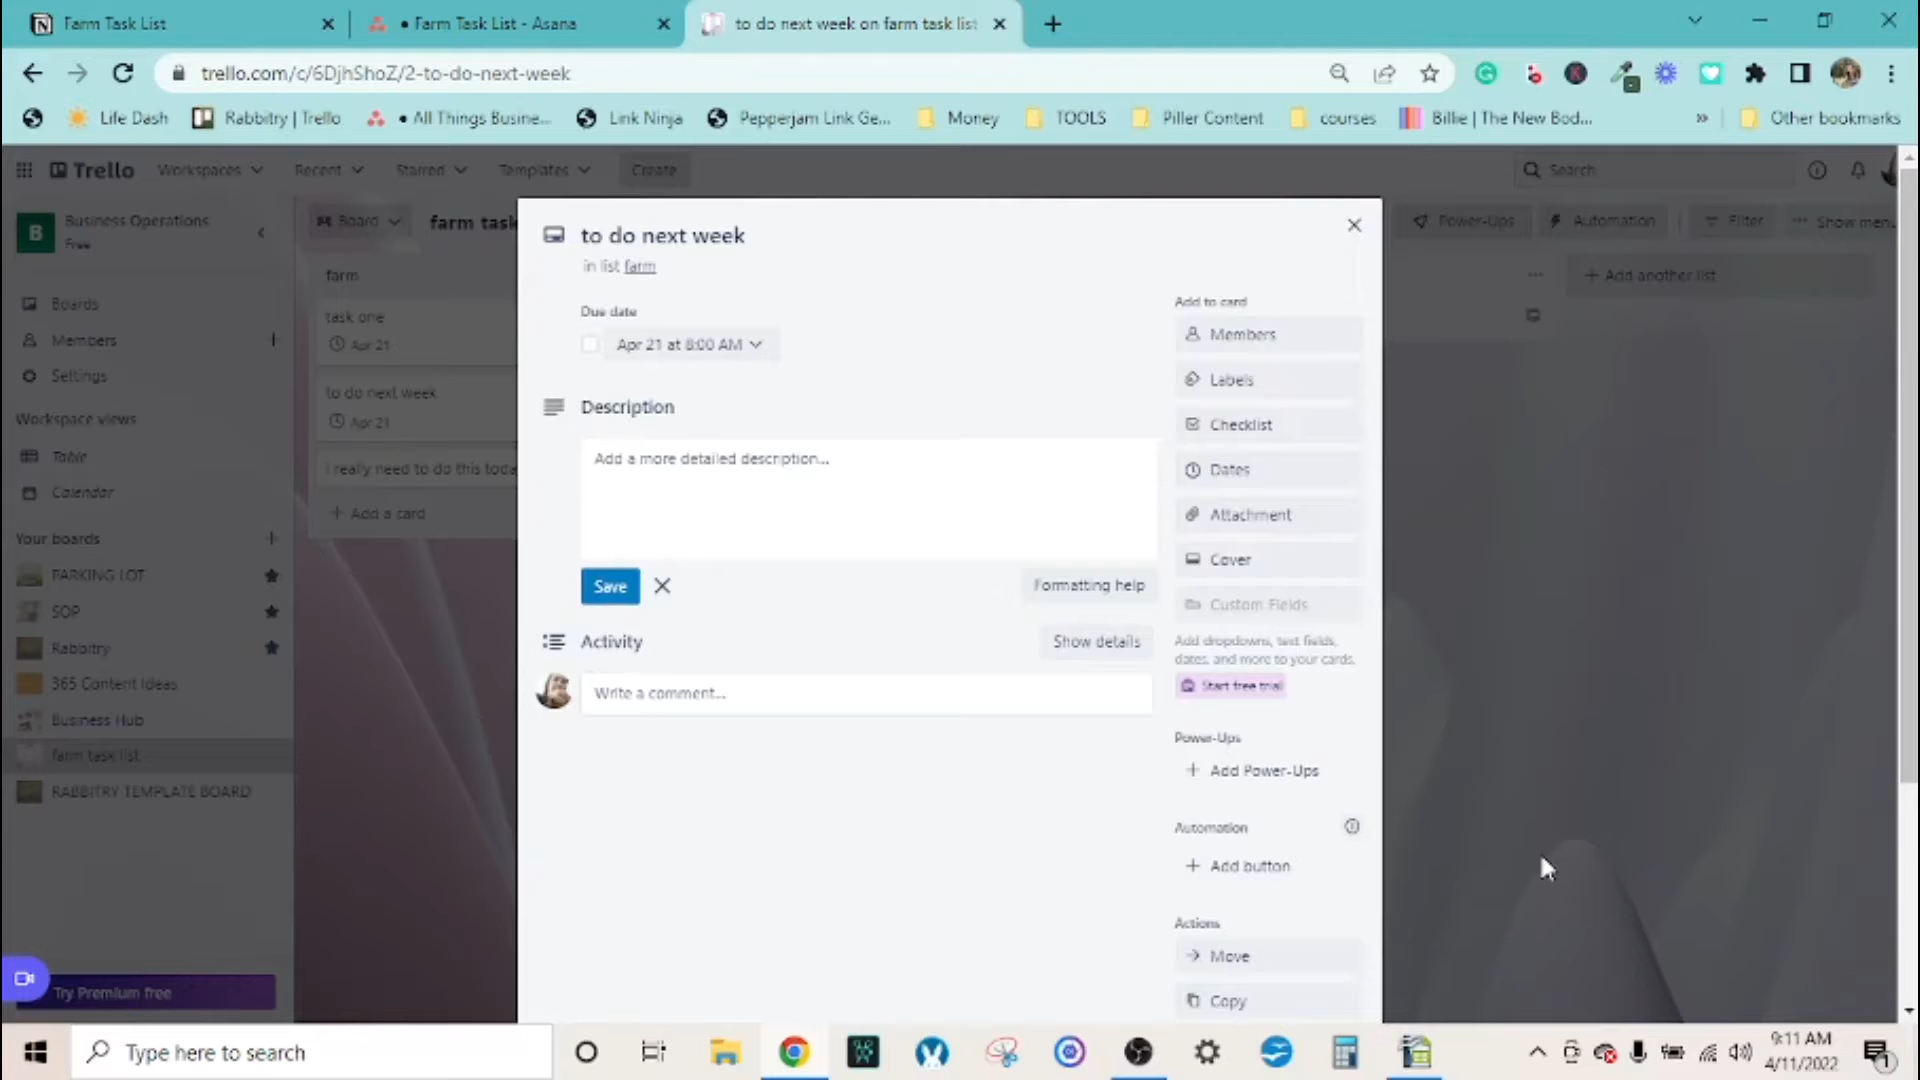 Farm Task List
• Farm Task List - Asana
to do next week on farm task list
trello.com/c/6DjhShoZ/2-to-do-next-week
Life Dash
Rabbitry | Trello
• All Things Busine...
Link Ninja
Pepperjam Link Ge...
Money
TOOLS
Piller Content
courses
Billie | The New Bod...
»
Other bookmarks
Trello
Workspaces
Recent
Starred
Templates
Create
Search
B
Business Operations
Free
Board
farm task
Power-Ups
Automation
Filter
Show menu
Boards
Members
Settings
Workspace views
Table
Calendar
Your boards
PARKING LOT
SOP
Rabbitry
365 Content Ideas
Business Hub
farm task list
RABBITRY TEMPLATE BOARD
Try Premium free
farm
task one
Apr 21
to do next week
Apr 21
I really need to do this toda
+ Add a card
+ Add another list
to do next week
in list farm
Due date
Apr 21 at 8:00 AM
Description
Add a more detailed description...
Save
Formatting help
Activity
Show details
Write a comment...
Add to card
Members
Labels
Checklist
Dates
Attachment
Cover
Custom Fields
Add dropdowns, text fields,
dates, and more to your cards.
Start free trial
Power-Ups
+ Add Power-Ups
Automation
+ Add button
Actions
Move
Copy
Type here to search
9:11 AM
4/11/2022
1